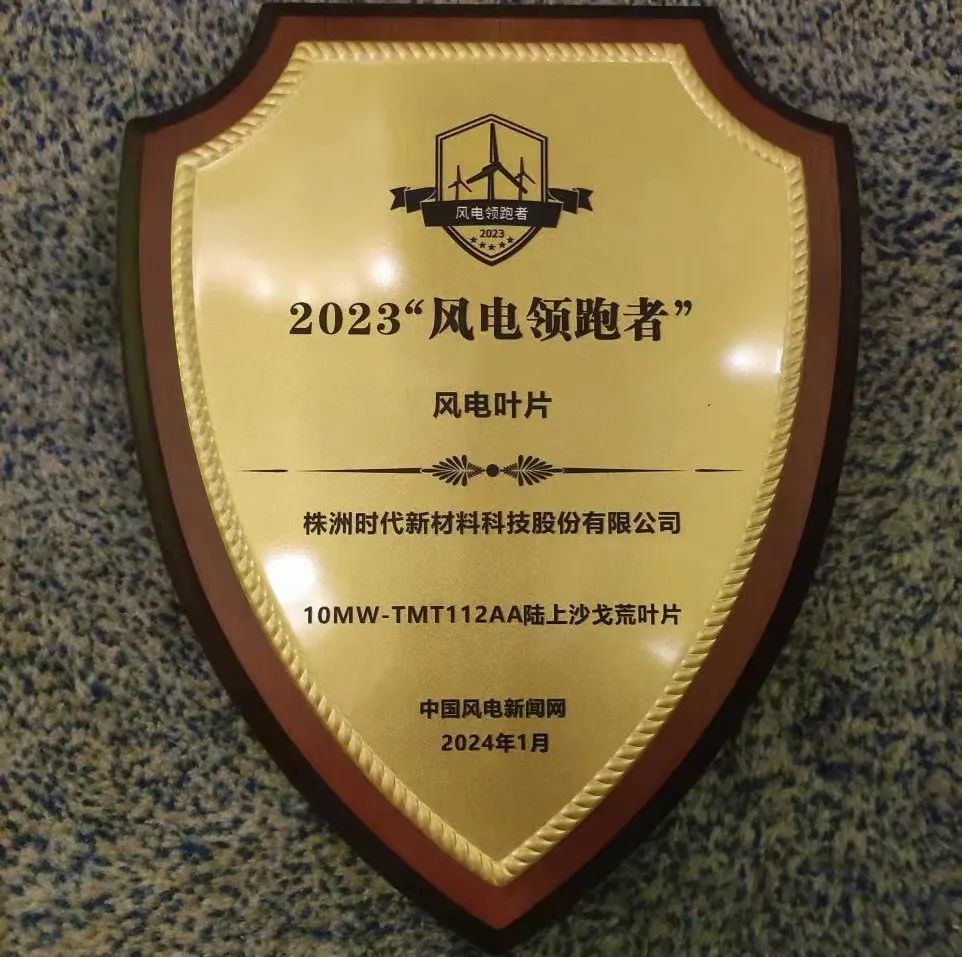 风电领跑者
2023
2023“风电领跑者”
风电叶片
株洲时代新材料科技股份有限公司
10MW-TMT112AA陆上沙戈荒叶片
中国风电新闻网
2024年1月